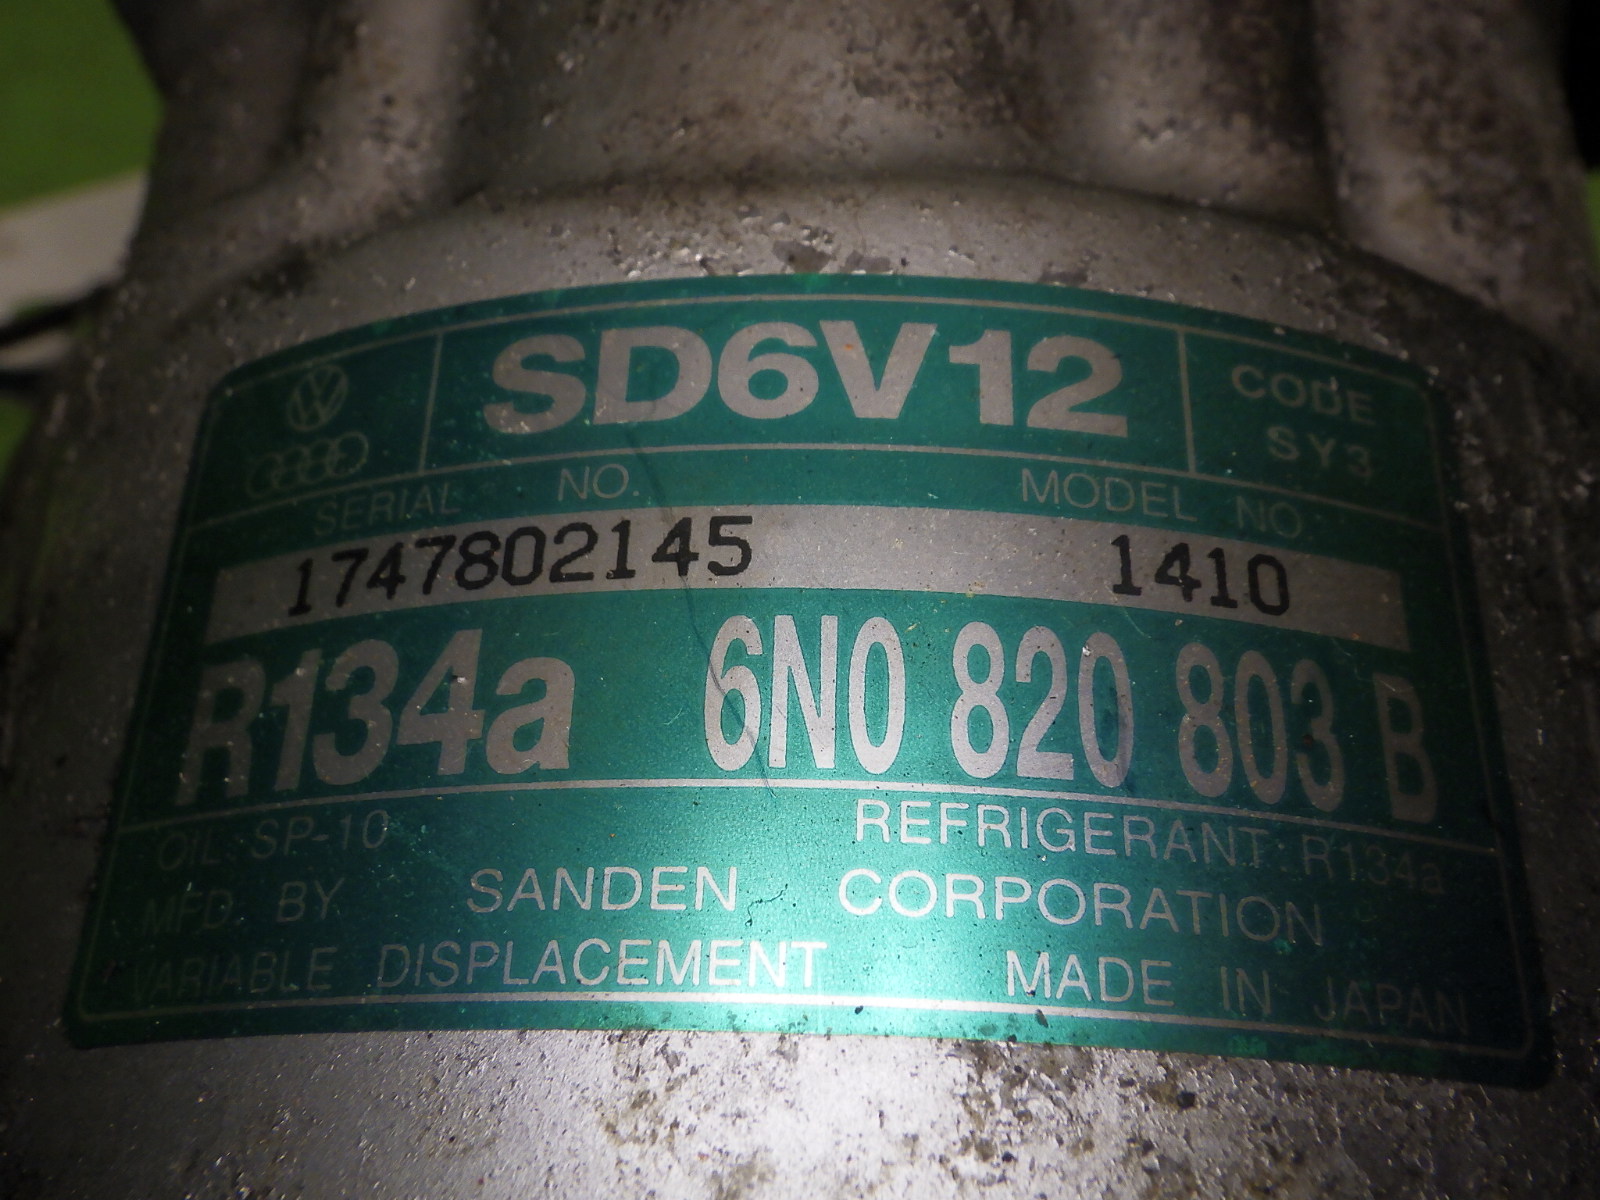 SD6V12
CODE
SY3
SERIAL NO. MODEL NO.
1747802145 1410
R134a 6N0 820 803 B
OIL SP-10 REFRIGERANT R134a
MFD. BY SANDEN CORPORATION
VARIABLE DISPLACEMENT MADE IN JAPAN